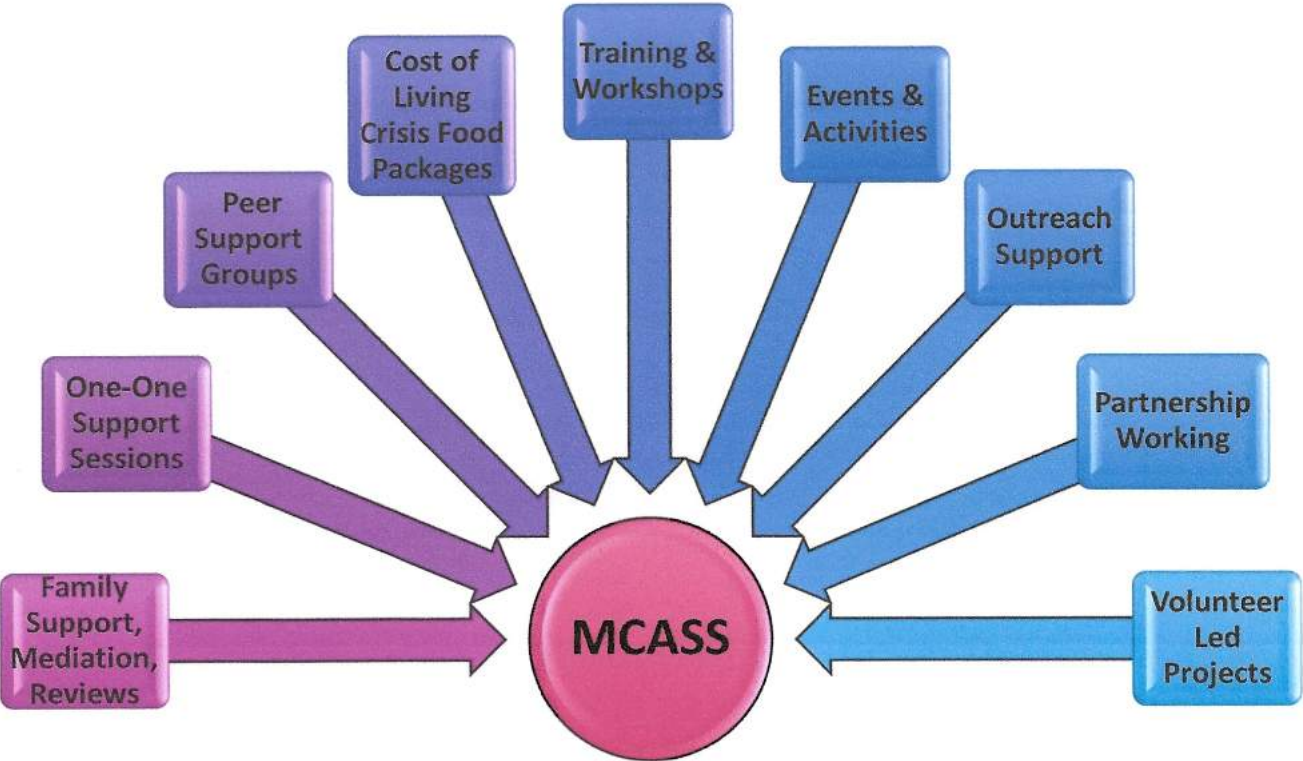 Family
Support,
Mediation,
Reviews
One-One
Support
Sessions
Peer
Support
Groups
Cost of
Living
Crisis Food
Packages
Training &
Workshops
Events &
Activities
Outreach
Support
Partnership
Working
Volunteer
Led
Projects
MCASS